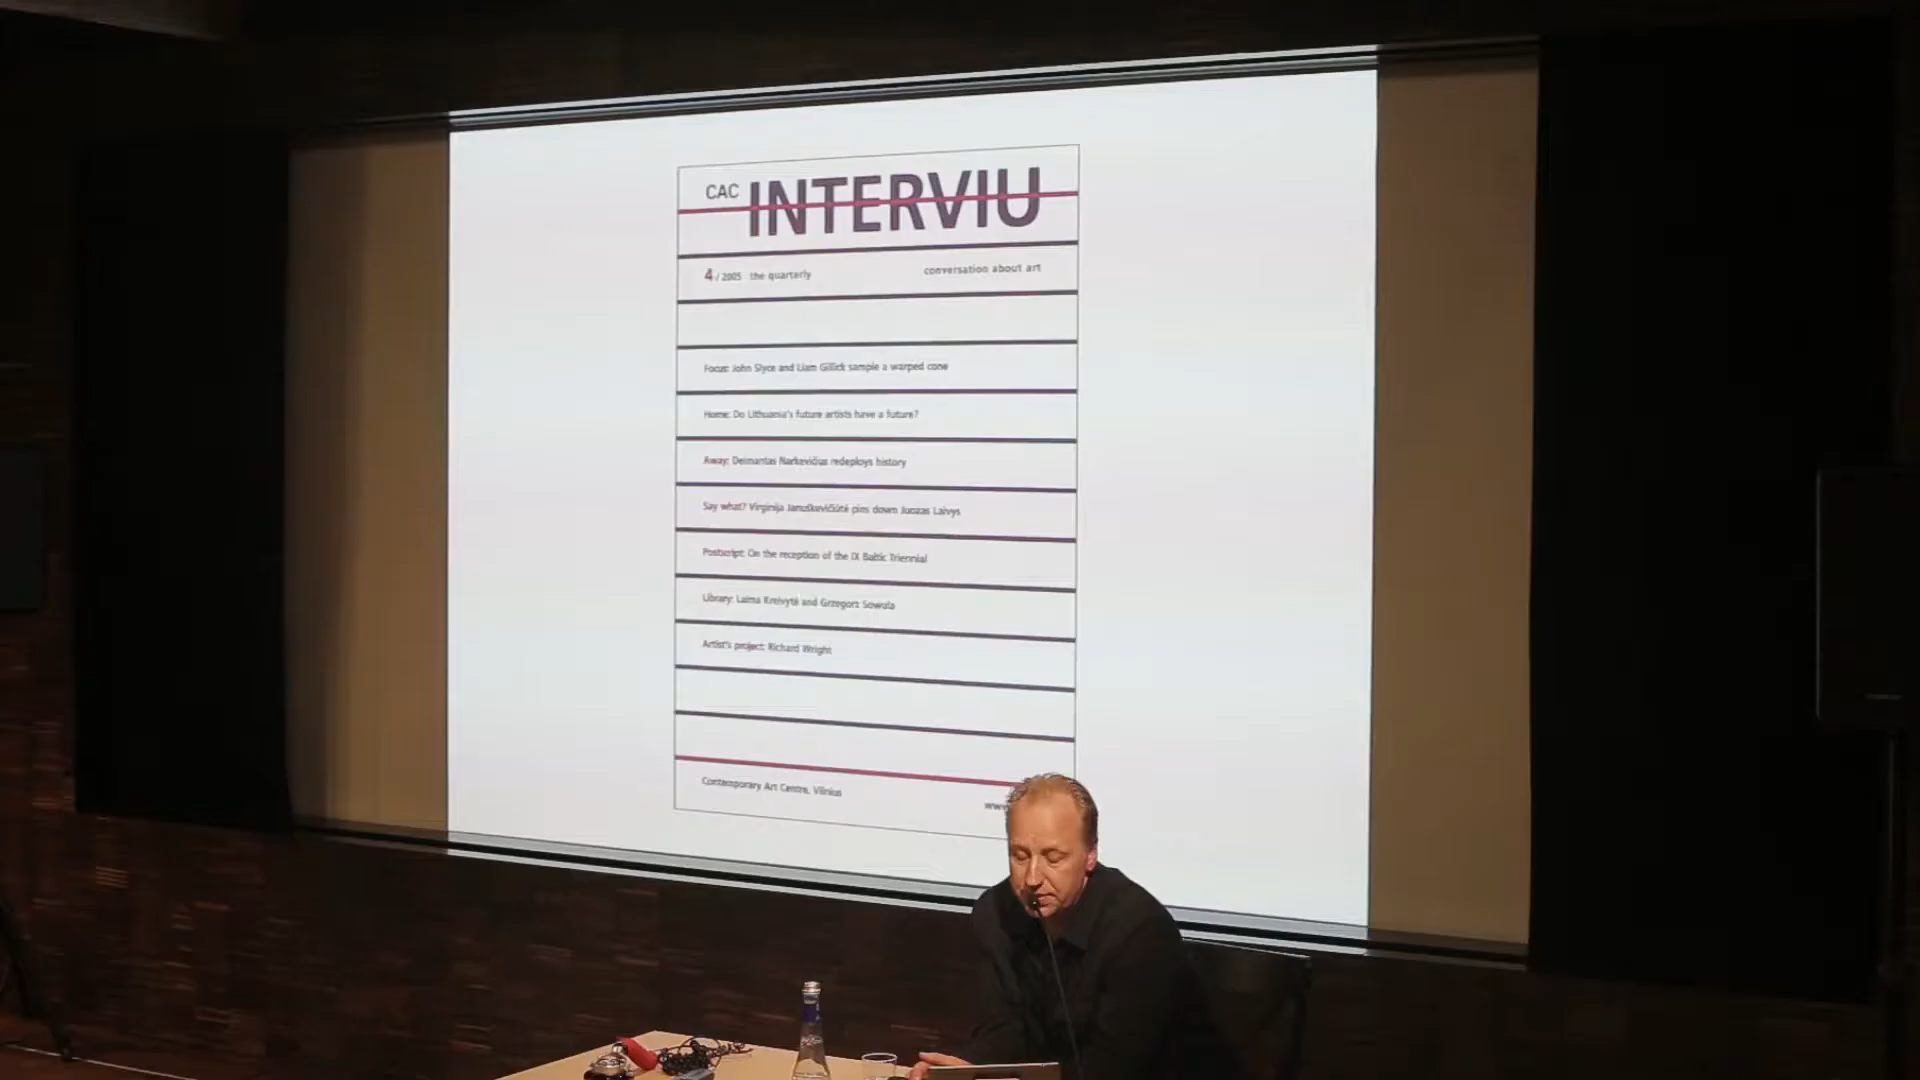 CAC INTERVIU
4 / 2005 the quarterly conversation about art
Focus: John Slyce and Liam Gillick sample a warped cone
Home: Do Lithuania's future artists have a future?
Away: Deimantas Narkevičius redeploys history
Say what? Virginija Januškevičiūtė pins down Juozas Laivys
Postscript: On the reception of the IX Baltic Triennial
Library: Laima Kreivytė and Grzegorz Sowula
Artist's project: Richard Wright
Contemporary Art Centre, Vilnius
www